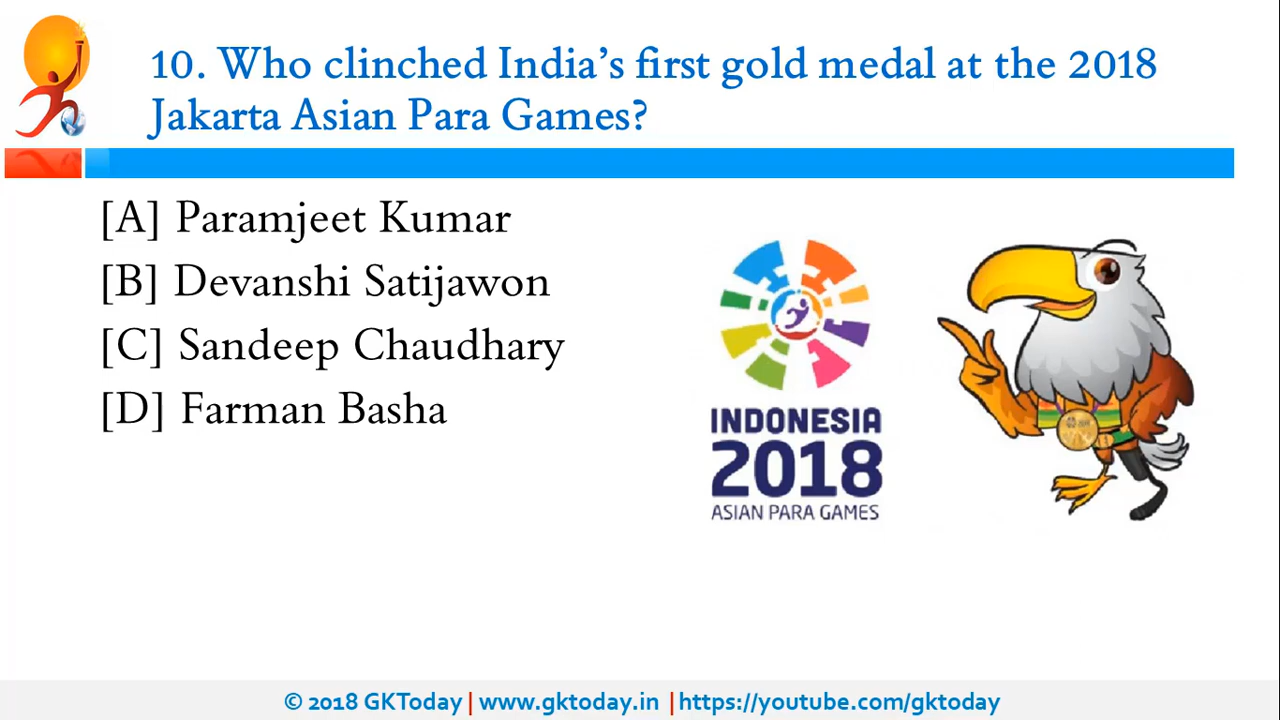 10. Who clinched India's first gold medal at the 2018
Jakarta Asian Para Games?
[A] Paramjeet Kumar
[B] Devanshi Satijawon
[C] Sandeep Chaudhary
[D] Farman Basha
INDONESIA
2018
ASIAN PARA GAMES
© 2018 GKToday | www.gktoday.in | https://youtube.com/gktoday